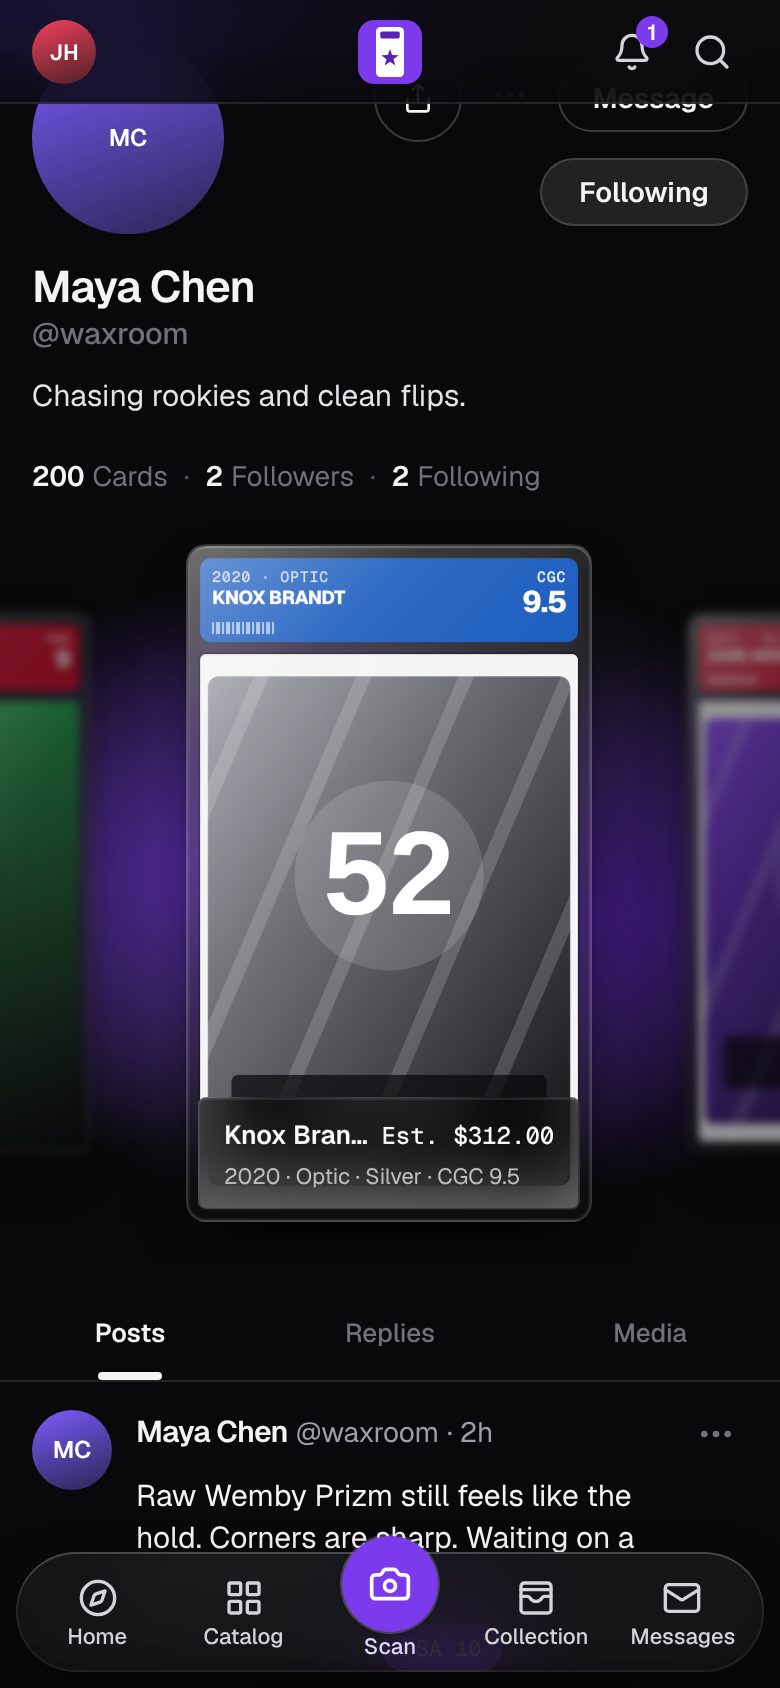 JH
1
Message
MC
Following
Maya Chen
@waxroom
Chasing rookies and clean flips.
200 Cards · 2 Followers · 2 Following
2020 · OPTIC
CGC
KNOX BRANDT
9.5
52
Knox Bran... Est. $312.00
2020 · Optic · Silver · CGC 9.5
Posts
Replies
Media
MC
Maya Chen @waxroom · 2h
Raw Wemby Prizm still feels like the
hold. Corners are sharp. Waiting on a
Home
Catalog
Scan
Collection
Messages